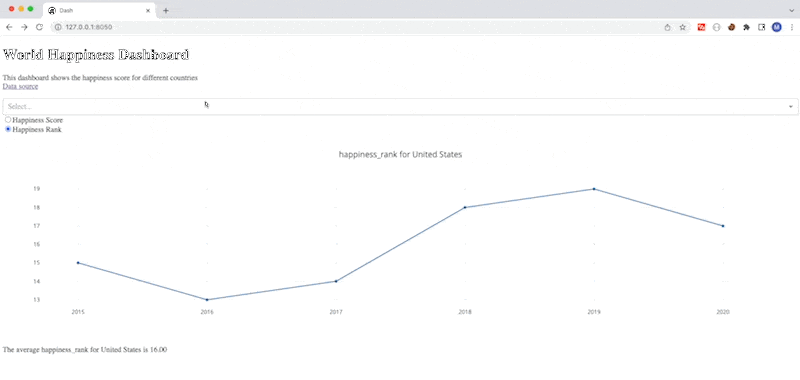 Dash
127.0.0.1:8050
M
World Happiness Dashboard
This dashboard shows the happiness score for different countries
Data source
Select...
Happiness Score
Happiness Rank
happiness_rank for United States
19
18
17
16
15
14
13
2015 2016 2017 2018 2019 2020
The average happiness_rank for United States is 16.00